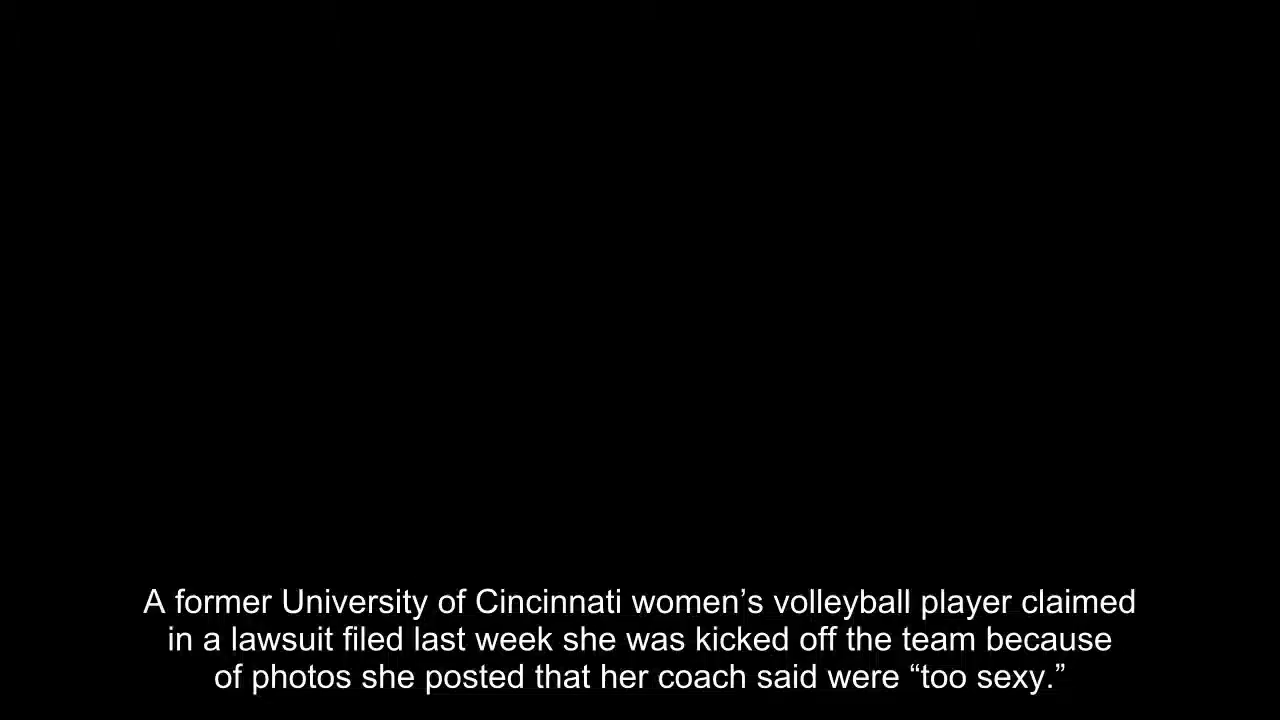 A former University of Cincinnati women’s volleyball player claimed
in a lawsuit filed last week she was kicked off the team because
of photos she posted that her coach said were “too sexy.”